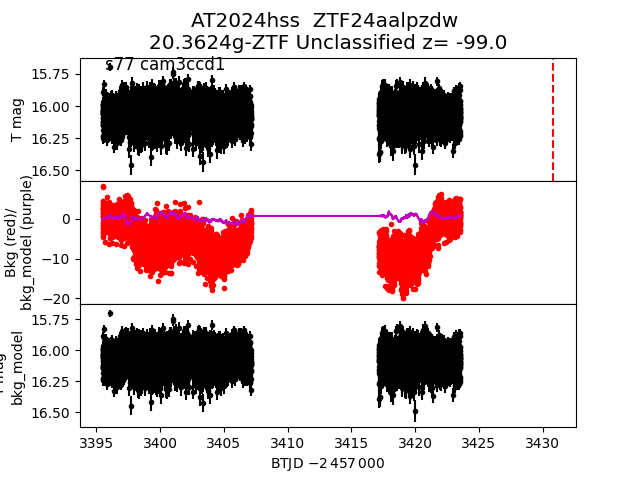 AT2024hss  ZTF24aalpzdw
20.3624g-ZTF Unclassified z= -99.0
s77 cam3ccd1
15.75
16.00
16.25
16.50
T mag
0
−10
−20
Bkg (red)/
bkg_model (purple)
15.75
16.00
16.25
16.50
mag
bkg_model
3395
3400
3405
3410
3415
3420
3425
3430
BTJD −2 457 000